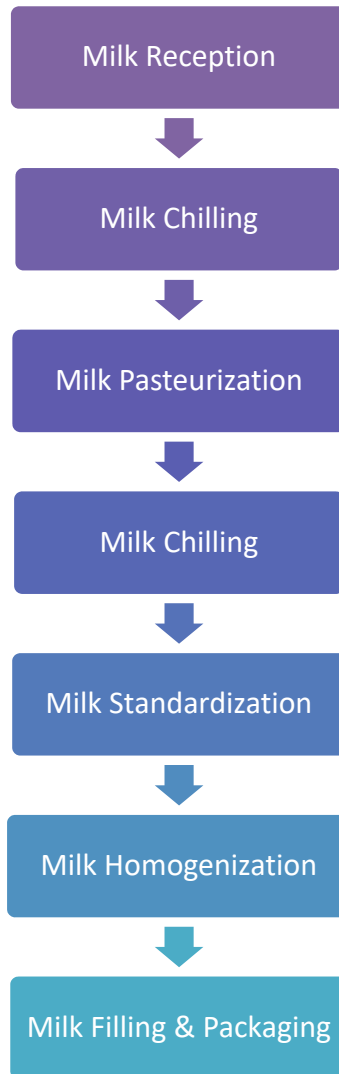 Milk Reception
Milk Chilling
Milk Pasteurization
Milk Chilling
Milk Standardization
Milk Homogenization
Milk Filling & Packaging